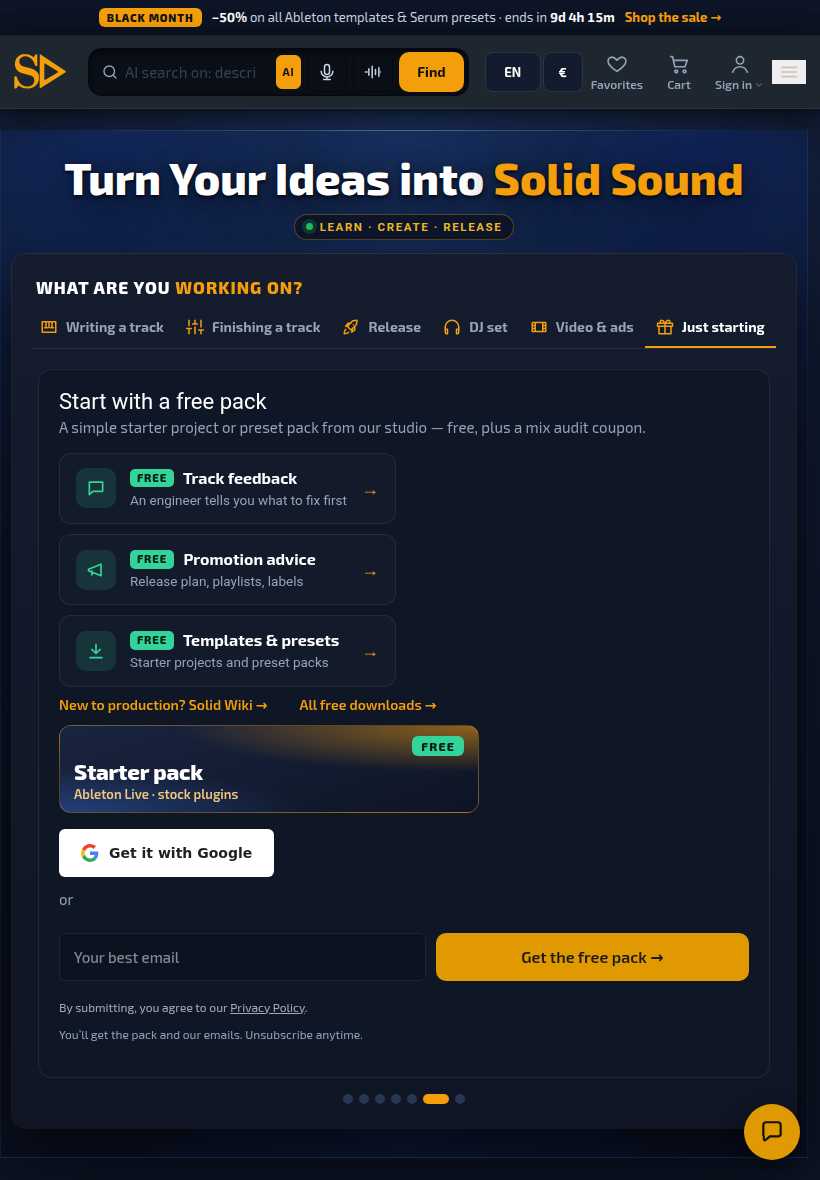 BLACK MONTH −50% on all Ableton templates & Serum presets · ends in 9d 4h 15m Shop the sale →
S
AI search on: descri
AI
Find
EN
€
Favorites
Cart
Sign in
Turn Your Ideas into Solid Sound
LEARN · CREATE · RELEASE
WHAT ARE YOU WORKING ON?
Writing a track
Finishing a track
Release
DJ set
Video & ads
Just starting
Start with a free pack
A simple starter project or preset pack from our studio — free, plus a mix audit coupon.
FREE Track feedback
An engineer tells you what to fix first
→
FREE Promotion advice
Release plan, playlists, labels
→
FREE Templates & presets
Starter projects and preset packs
→
New to production? Solid Wiki → All free downloads →
FREE
Starter pack
Ableton Live · stock plugins
G Get it with Google
or
Your best email
Get the free pack →
By submitting, you agree to our Privacy Policy.
You'll get the pack and our emails. Unsubscribe anytime.